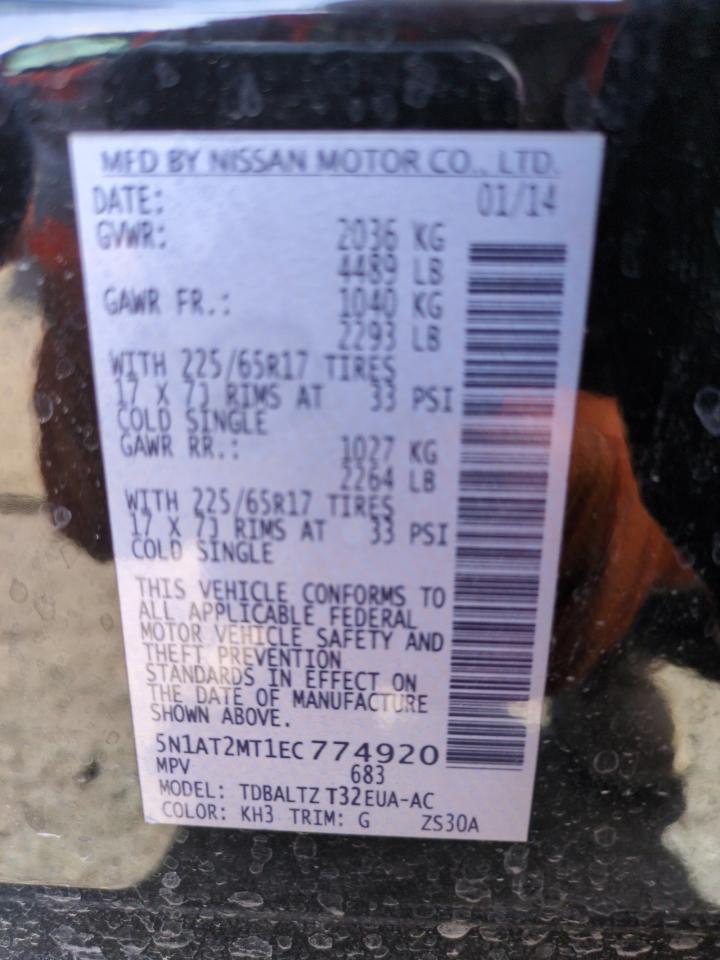 MFD BY NISSAN MOTOR CO., LTD.
DATE: 01/14
GVWR: 2036 KG
4489 LB
GAWR FR.: 1040 KG
2293 LB
WITH 225/65R17 TIRES
17 X 7J RIMS AT 33 PSI
COLD SINGLE
GAWR RR.: 1027 KG
2264 LB
WITH 225/65R17 TIRES
17 X 7J RIMS AT 33 PSI
COLD SINGLE
THIS VEHICLE CONFORMS TO
ALL APPLICABLE FEDERAL
MOTOR VEHICLE SAFETY AND
THEFT PREVENTION
STANDARDS IN EFFECT ON
THE DATE OF MANUFACTURE
SHOWN ABOVE.
5N1AT2MT1EC774920
MPV 683
MODEL: TDBALTZ T32EUA-AC
COLOR: KH3 TRIM: G ZS30A